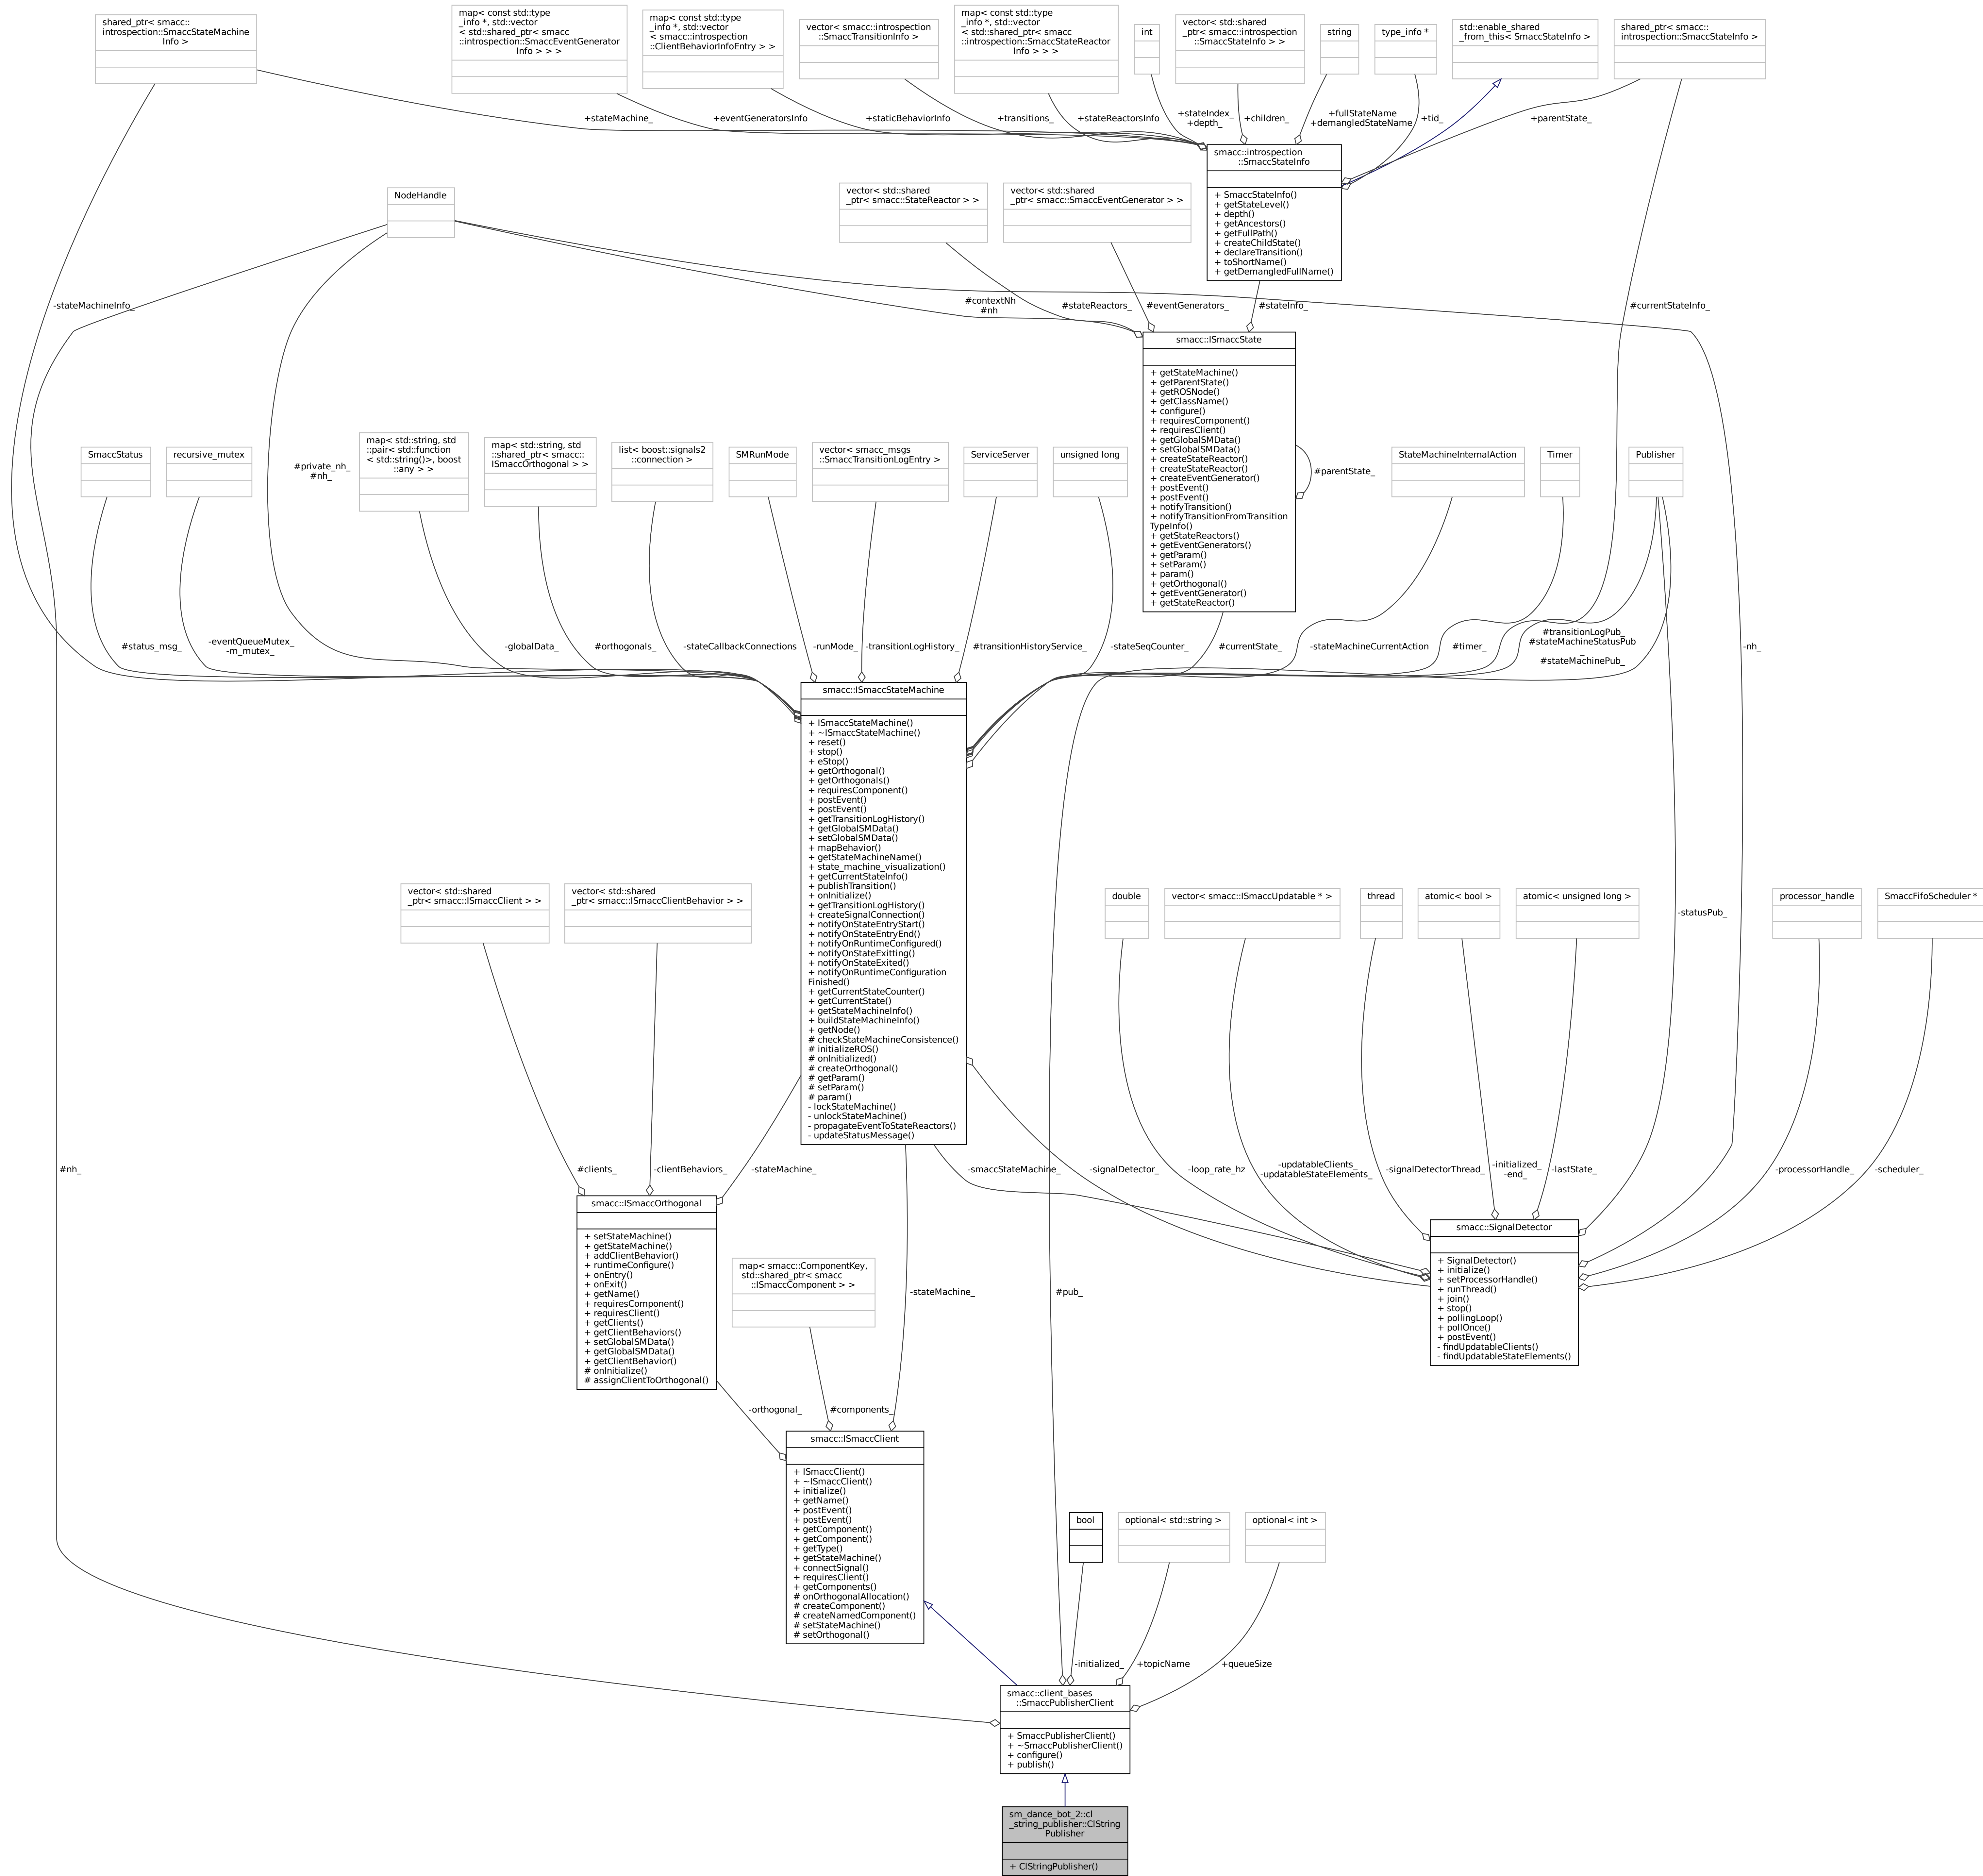 shared_ptr< smacc::
introspection::SmaccStateMachine
Info >
map< const std::type
_info *, std::vector
< std::shared_ptr< smacc
::introspection::SmaccEventGenerator
Info > > >
map< const std::type
_info *, std::vector
< smacc::introspection
::ClientBehaviorInfoEntry > >
vector< smacc::introspection
::SmaccTransitionInfo >
map< const std::type
_info *, std::vector
< std::shared_ptr< smacc
::introspection::SmaccStateReactor
Info > > >
int
vector< std::shared
_ptr< smacc::introspection
::SmaccStateInfo > >
string
type_info *
std::enable_shared
_from_this< SmaccStateInfo >
shared_ptr< smacc::
introspection::SmaccStateInfo >
+stateMachine_
+eventGeneratorsInfo
+staticBehaviorInfo
+transitions_
+stateReactorsInfo
+stateIndex_
+depth_
+children_
+fullStateName
+demangledStateName
+tid_
+parentState_
smacc::introspection
::SmaccStateInfo
+ SmaccStateInfo()
+ getStateLevel()
+ depth()
+ getAncestors()
+ getFullPath()
+ createChildState()
+ declareTransition()
+ toShortName()
+ getDemangledFullName()
NodeHandle
vector< std::shared
_ptr< smacc::StateReactor > >
vector< std::shared
_ptr< smacc::SmaccEventGenerator > >
-stateMachineInfo_
#contextNh
#nh
#stateReactors_
#eventGenerators_
#stateInfo_
#currentStateInfo_
smacc::ISmaccState
+ getStateMachine()
+ getParentState()
+ getROSNode()
+ getClassName()
+ configure()
+ requiresComponent()
+ requiresClient()
+ getGlobalSMData()
+ setGlobalSMData()
+ createStateReactor()
+ createStateReactor()
+ createEventGenerator()
+ postEvent()
+ postEvent()
+ notifyTransition()
+ notifyTransitionFromTransition
TypeInfo()
+ getStateReactors()
+ getEventGenerators()
+ getParam()
+ setParam()
+ param()
+ getOrthogonal()
+ getEventGenerator()
+ getStateReactor()
#parentState_
SmaccStatus
recursive_mutex
#private_nh_
#nh_
map< std::string, std
::pair< std::function
< std::string()>, boost
::any > >
map< std::string, std
::shared_ptr< smacc::
ISmaccOrthogonal > >
list< boost::signals2
::connection >
SMRunMode
vector< smacc_msgs
::SmaccTransitionLogEntry >
ServiceServer
unsigned long
StateMachineInternalAction
Timer
Publisher
#status_msg_
-eventQueueMutex_
-m_mutex_
-globalData_
#orthogonals_
-stateCallbackConnections
-runMode_
-transitionLogHistory_
#transitionHistoryService_
-stateSeqCounter_
#currentState_
-stateMachineCurrentAction
#timer_
#transitionLogPub_
#stateMachineStatusPub
_
#stateMachinePub_
-nh_
smacc::ISmaccStateMachine
+ ISmaccStateMachine()
+ ~ISmaccStateMachine()
+ reset()
+ stop()
+ eStop()
+ getOrthogonal()
+ getOrthogonals()
+ requiresComponent()
+ postEvent()
+ postEvent()
+ getTransitionLogHistory()
+ getGlobalSMData()
+ setGlobalSMData()
+ mapBehavior()
+ getStateMachineName()
+ state_machine_visualization()
+ getCurrentStateInfo()
+ publishTransition()
+ onInitialize()
+ getTransitionLogHistory()
+ createSignalConnection()
+ notifyOnStateEntryStart()
+ notifyOnStateEntryEnd()
+ notifyOnRuntimeConfigured()
+ notifyOnStateExitting()
+ notifyOnStateExited()
+ notifyOnRuntimeConfiguration
Finished()
+ getCurrentStateCounter()
+ getCurrentState()
+ getStateMachineInfo()
+ buildStateMachineInfo()
+ getNode()
# checkStateMachineConsistence()
# initializeROS()
# onInitialized()
# createOrthogonal()
# getParam()
# setParam()
# param()
- lockStateMachine()
- unlockStateMachine()
- propagateEventToStateReactors()
- updateStatusMessage()
vector< std::shared
_ptr< smacc::ISmaccClient > >
vector< std::shared
_ptr< smacc::ISmaccClientBehavior > >
double
vector< smacc::ISmaccUpdatable * >
thread
atomic< bool >
atomic< unsigned long >
-statusPub_
processor_handle
SmaccFifoScheduler *
#nh_
#clients_
-clientBehaviors_
-stateMachine_
-smaccStateMachine_
-signalDetector_
-loop_rate_hz
-updatableClients_
-updatableStateElements_
-signalDetectorThread_
-initialized_
-end_
-lastState_
-processorHandle_
-scheduler_
smacc::ISmaccOrthogonal
+ setStateMachine()
+ getStateMachine()
+ addClientBehavior()
+ runtimeConfigure()
+ onEntry()
+ onExit()
+ getName()
+ requiresComponent()
+ requiresClient()
+ getClients()
+ getClientBehaviors()
+ setGlobalSMData()
+ getGlobalSMData()
+ getClientBehavior()
# onInitialize()
# assignClientToOrthogonal()
map< smacc::ComponentKey,
std::shared_ptr< smacc
::ISmaccComponent > >
-stateMachine_
#pub_
smacc::SignalDetector
+ SignalDetector()
+ initialize()
+ setProcessorHandle()
+ runThread()
+ join()
+ stop()
+ pollingLoop()
+ pollOnce()
+ postEvent()
- findUpdatableClients()
- findUpdatableStateElements()
-orthogonal_
#components_
smacc::ISmaccClient
+ ISmaccClient()
+ ~ISmaccClient()
+ initialize()
+ getName()
+ postEvent()
+ postEvent()
+ getComponent()
+ getComponent()
+ getType()
+ getStateMachine()
+ connectSignal()
+ requiresClient()
+ getComponents()
# onOrthogonalAllocation()
# createComponent()
# createNamedComponent()
# setStateMachine()
# setOrthogonal()
bool
optional< std::string >
optional< int >
-initialized_
+topicName
+queueSize
smacc::client_bases
::SmaccPublisherClient
+ SmaccPublisherClient()
+ ~SmaccPublisherClient()
+ configure()
+ publish()
sm_dance_bot_2::cl
_string_publisher::ClString
Publisher
+ ClStringPublisher()